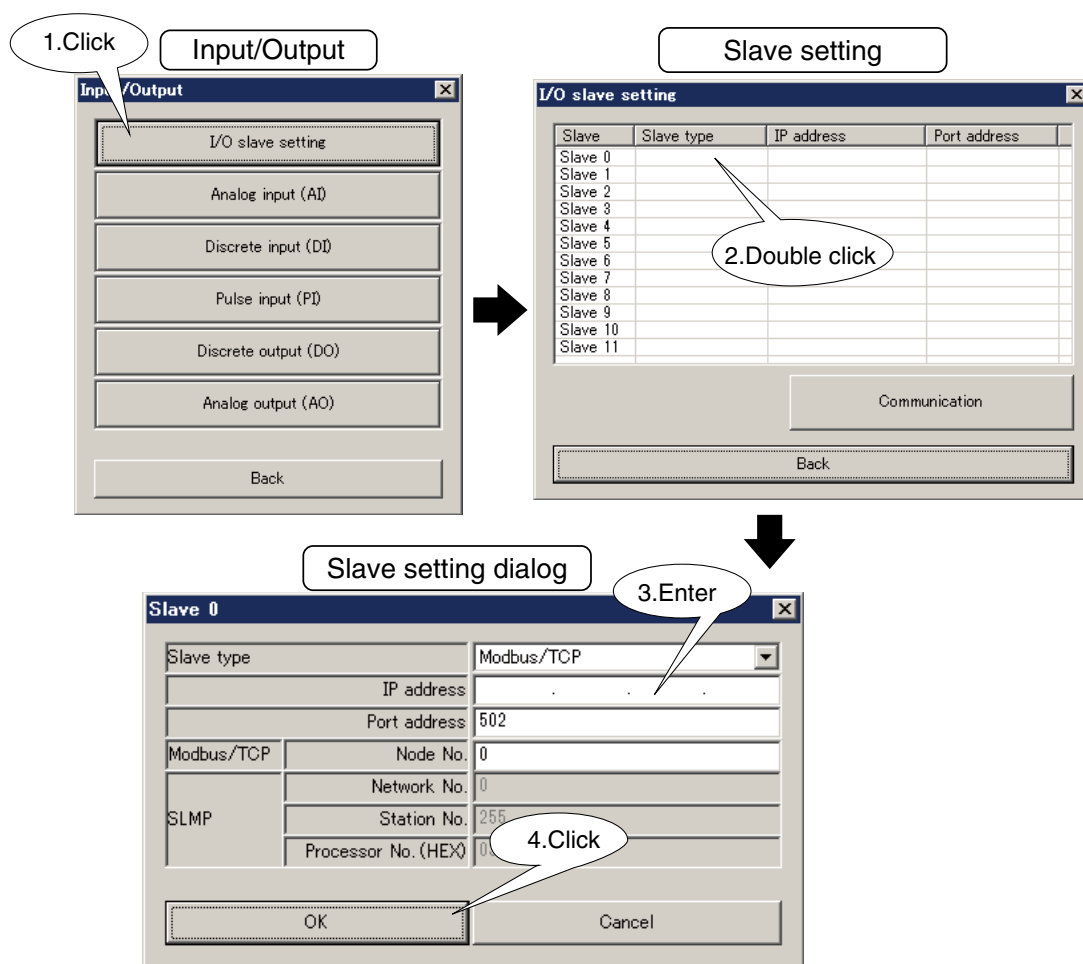 1.Click
Input/Output
Slave setting
Input/Output
I/O slave setting
Analog input (AI)
Discrete input (DI)
Pulse input (PI)
Discrete output (DO)
Analog output (AO)
Back
I/O slave setting
Slave Slave type IP address Port address
Slave 0
Slave 1
Slave 2
Slave 3
Slave 4
Slave 5
Slave 6
Slave 7
Slave 8
Slave 9
Slave 10
Slave 11
2.Double click
Communication
Back
Slave setting dialog
3.Enter
Slave 0
Slave type Modbus/TCP
IP address . . .
Port address 502
Modbus/TCP Node No. 0
SLMP Network No. 0
Station No. 255
Processor No. (HEX)
4.Click
OK Cancel